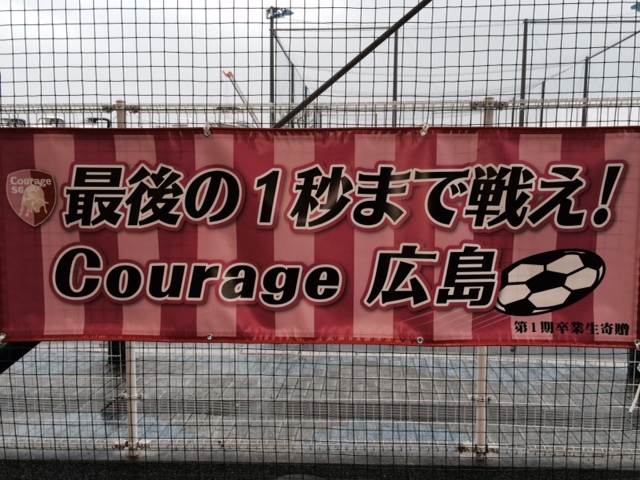 Courage
sc
最後の1秒まで戦え!
Courage 広島
第1期卒業生寄贈